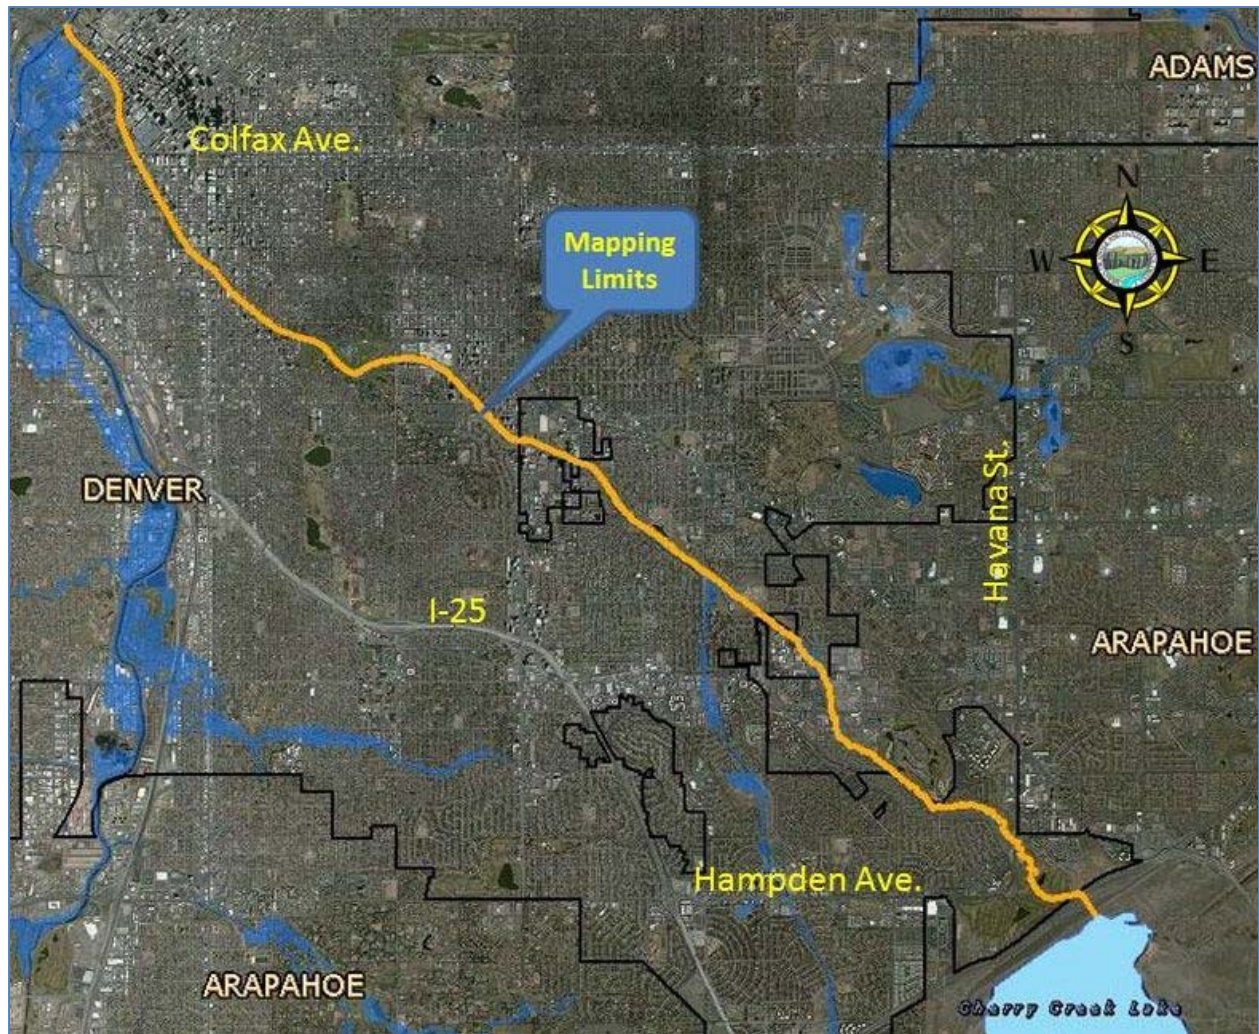 ADAMS
Colfax Ave.
N
Mapping
Limits
W
E
S
Havana St.
DENVER
I-25
ARAPAHOE
Hampden Ave.
ARAPAHOE
Cherry Creek Lake